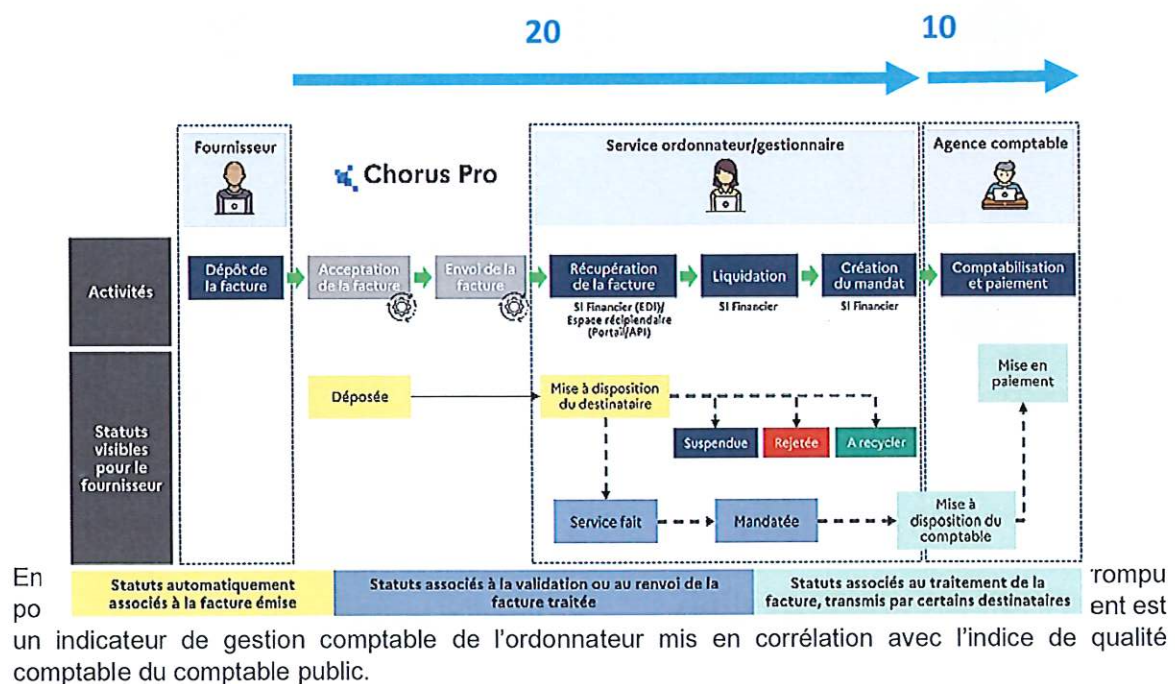 20
10
Fournisseur
Chorus Pro
Service ordonnateur/gestionnaire
Agence comptable
Activités
Dépôt de
la facture
Acceptation
de la facture
Envoi de la
facture
Récupération
de la facture
SI Financier (EDI)/
Espace récipiendaire
(Portail/API)
Liquidation
SI Financier
Création
du mandat
SI Financier
Comptabilisation
et paiement
Statuts
visibles
pour le
fournisseur
Déposée
Mise à disposition
du destinataire
Suspendue
Rejetée
A recycler
Mise en
paiement
Service fait
Mandatée
Mise à
disposition du
comptable
Statuts automatiquement
associés à la facture émise
Statuts associés à la validation ou au renvoi de la
facture traitée
Statuts associés au traitement de la
facture, transmis par certains destinataires
En rompu
po ent est
un indicateur de gestion comptable de l'ordonnateur mis en corrélation avec l'indice de qualité
comptable du comptable public.